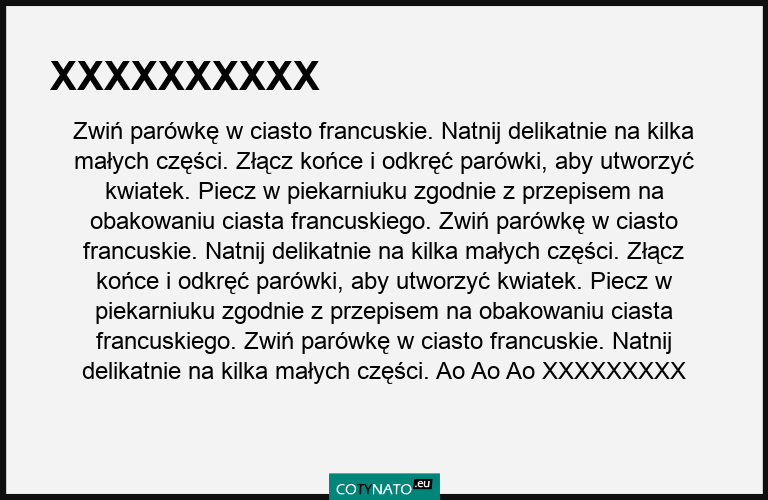 XXXXXXXXXX
Zwiń parówkę w ciasto francuskie. Natnij delikatnie na kilka
małych części. Złącz końce i odkręć parówki, aby utworzyć
kwiatek. Piecz w piekarniuku zgodnie z przepisem na
obakowaniu ciasta francuskiego. Zwiń parówkę w ciasto
francuskie. Natnij delikatnie na kilka małych części. Złącz
końce i odkręć parówki, aby utworzyć kwiatek. Piecz w
piekarniuku zgodnie z przepisem na obakowaniu ciasta
francuskiego. Zwiń parówkę w ciasto francuskie. Natnij
delikatnie na kilka małych części. Ao Ao Ao XXXXXXXXX
COTYNATO.eu